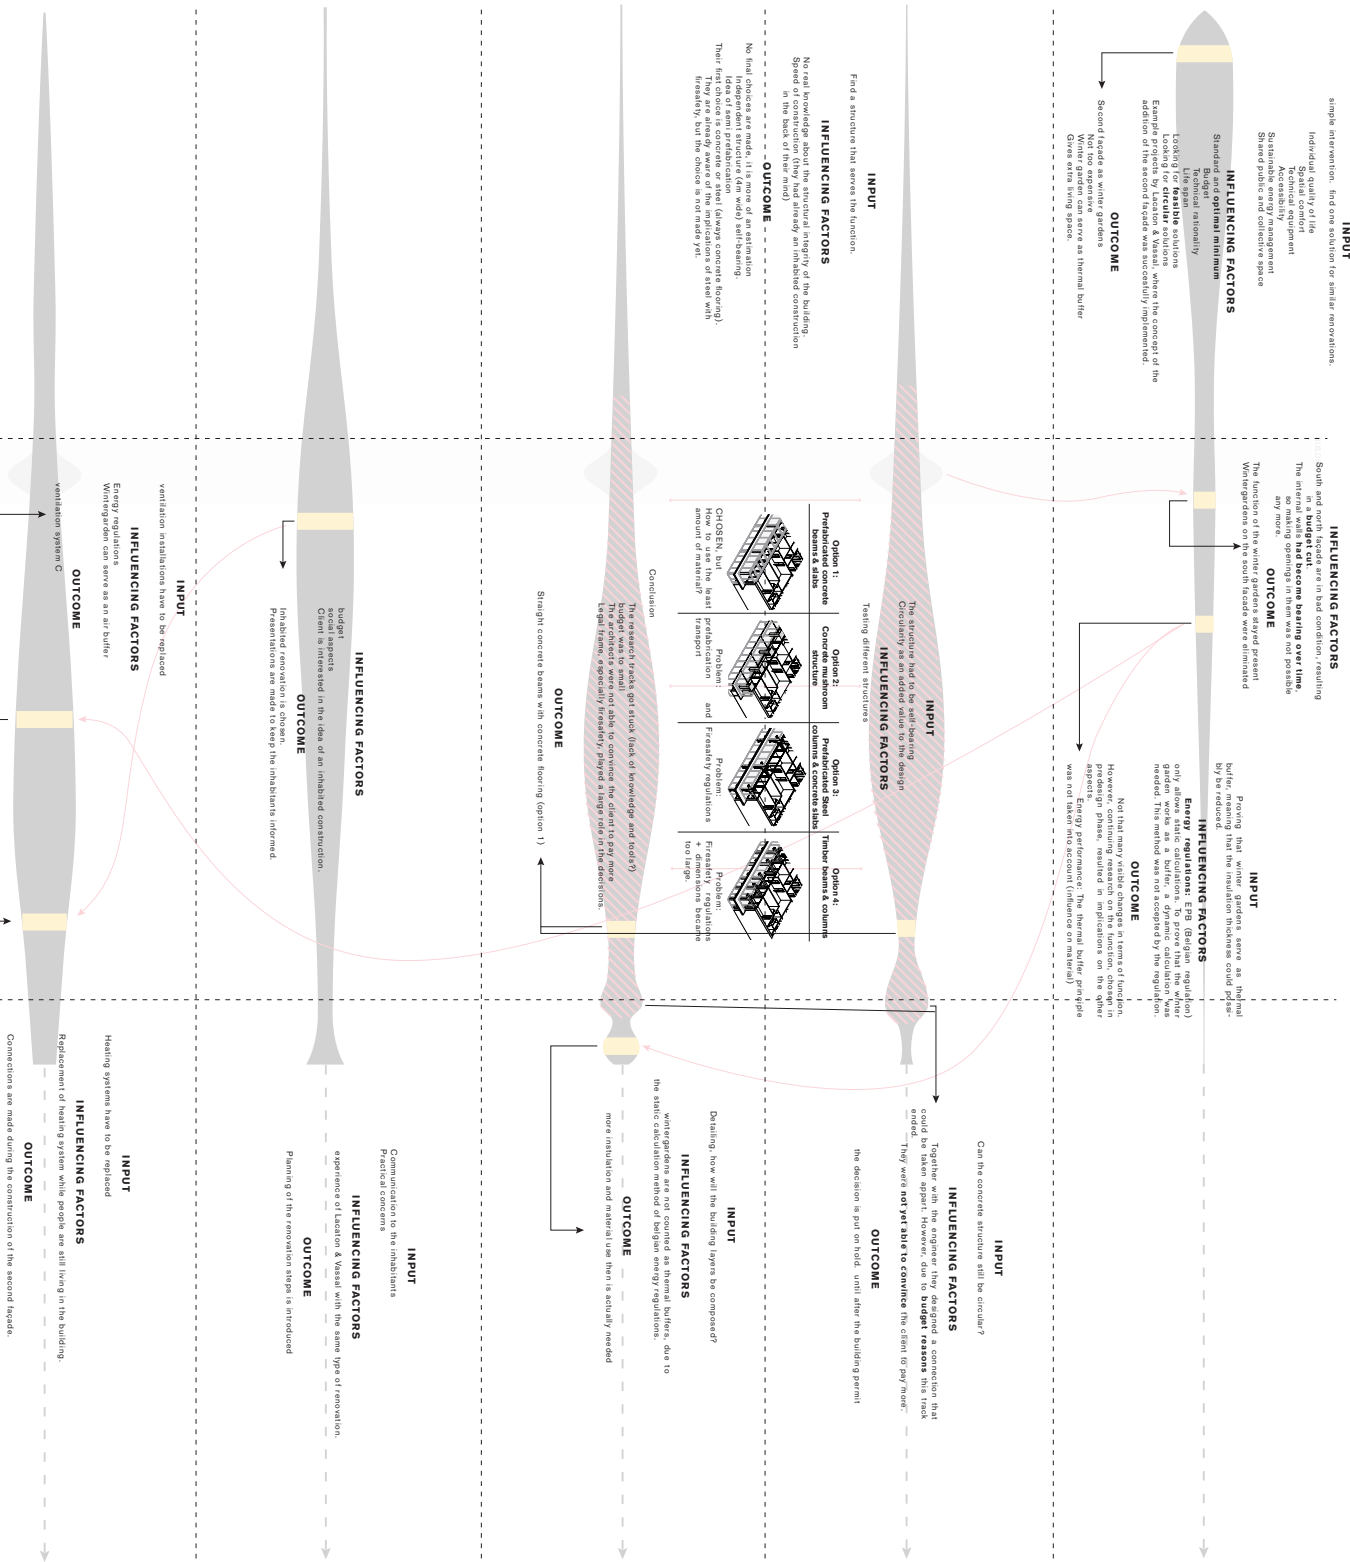 INPUT
simple intervention.  find one solution for similar renovations.
Individual quality of life
Spatial comfort
Technical equipment
Accessibility
Sustainable energy management
Shared public and collective space
INFLUENCING FACTORS
Standard and optimal minimum
Budget
Technical rationality
Life span
Looking for feasible solutions
Looking for circular solutions
Example projects by Lacaton & Vassal, where the concept of the
addition of the second façade was succesfully implemented.
OUTCOME
Second façade as winter gardens
Not too expensive
Winter garden can serve as thermal buffer
Gives extra living space.
INFLUENCING FACTORS
South and north façade are in bad condition, resulting
in a budget cut.
The internal walls had become bearing over time,
so making openings in them was not possible
any more.
OUTCOME
The function of the winter gardens stayed present
Wintergardens on the south facade were eliminated
INPUT
Proving that winter gardens serve as thermal
buffer, meaning that the insulation thickness could possi-
bly be reduced.
INFLUENCING FACTORS
Energy regulations: EPB (Belgian regulation)
only allows static calculations. To prove that the winter
garden works as a buffer, a dynamic calculation was
needed. This method was not accepted by the regulation.
OUTCOME
Not that many visible changes in terms of function.
However, continuing research on the function, chosen in
predesign phase, resulted in implications on the other
aspects.
Energy performance: The thermal buffer principle
was not taken into account (influence on material)
INPUT
Find a structure that serves the function.
INFLUENCING FACTORS
No real knowledge about the structural integrity of the building.
Speed of construction (they had already an inhabited construction
in the back of their mind)
OUTCOME
No final choices are made, it is more of an estimation
Independent structure (4m wide) self-bearing.
Idea of semi prefabrication
Their first choice is concrete or steel (always concrete flooring).
They are already aware of the implications of steel with
firesafety, but the choice is not made yet.
INPUT
The structure had to be self-bearing
Circularity as an added value to the design
INFLUENCING FACTORS
Testing different structures
Option 1:
Prefabricated concrete
beams & slabs
CHOSEN, but
How to use the least
amount of material?
Option 2:
Concrete mushroom
structure
Problem:
prefabrication and
transport
Option 3:
Prefabricated Steel
columns & concrete slabs
Problem:
Firesafety regulations
Option 4:
Timber beams & columns
Problem:
Firesafety regulations
+ dimensions became
too large.
Conclusion
The research tracks got stuck (lack of knowledge and tools?)
budget was to small
The architects were not able to convince the client to pay more
Legal frame, especially firesafety, played a large role in the decisions.
OUTCOME
Straight concrete beams with concrete flooring (option 1)
INPUT
Can the concrete structure still be circular?
INFLUENCING FACTORS
Together with the engineer they designed a connection that
could be taken appart. However, due to budget reasons this track
ended.
They were not yet able to convince the client to pay more.
OUTCOME
the decision is put on hold.  until after the building permit
INPUT
Detailing, how will the building layers be composed?
INFLUENCING FACTORS
wintergardens are not counted as thermal buffers, due to
the static calculation method of belgian energy regulations.
OUTCOME
more instulation and material use then is actually needed
INFLUENCING FACTORS
budget
social aspects
Client is interested in the idea of an inhabited construction.
OUTCOME
Inhabited renovation is chosen.
Presentations are made to keep the inhabitants informed.
INPUT
Communication to the inhabitants
Practical concerns
INFLUENCING FACTORS
experience of Lacaton & Vassal with the same type of renovation.
OUTCOME
Planning of the renovation steps is introduced
INPUT
ventilation installations have to be replaced
INFLUENCING FACTORS
Energy regulations
Wintergarden can serve as an air buffer
OUTCOME
ventilation system C
INPUT
Heating systems have to be replaced
INFLUENCING FACTORS
Replacement of heating system while people are still living in the building.
OUTCOME
Connections are made during the construction of the second façade.